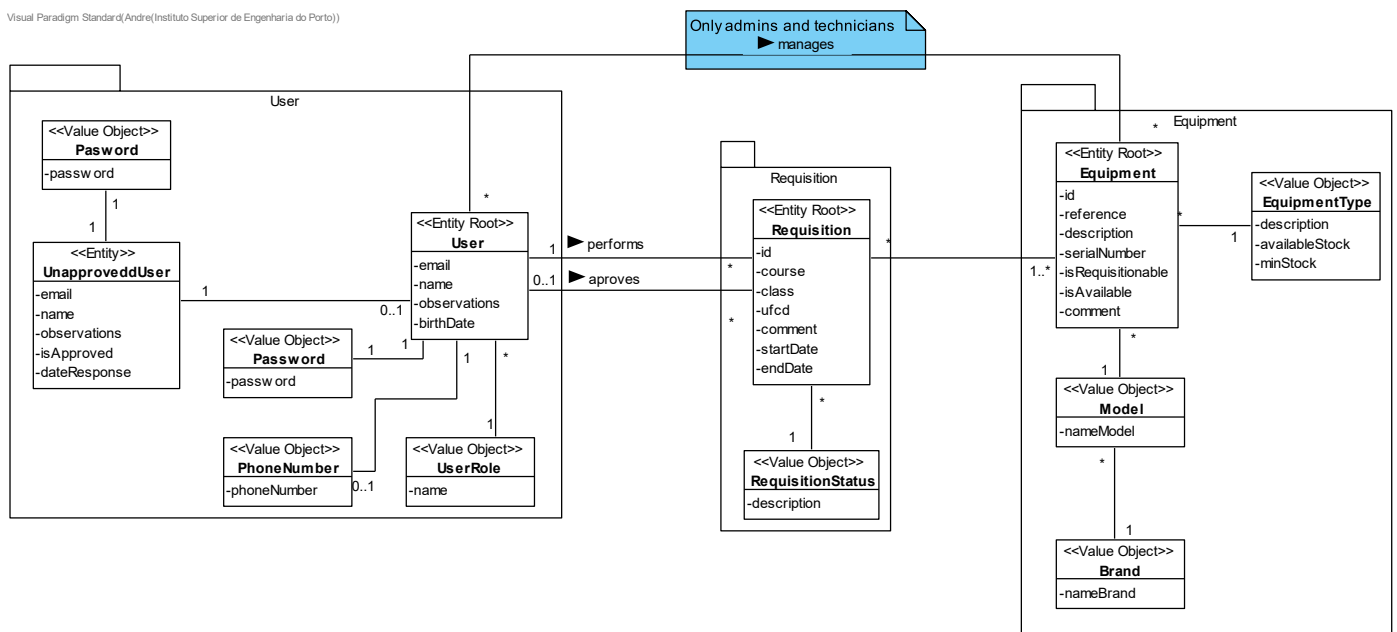 Visual Paradigm Standard(Andre(Instituto Superior de Engenharia do Porto))
Only admins and technicians
manages
User
<<Value Object>>
Pasword
-password
1
1
<<Entity>>
UnapproveddUser
-email
-name
-observations
-isApproved
-dateResponse
1
0..1
*
<<Entity Root>>
User
-email
-name
-observations
-birthDate
<<Value Object>>
Password
-password
1
1
<<Value Object>>
PhoneNumber
-phoneNumber
1
0..1
*
1
<<Value Object>>
UserRole
-name
1
performs
*
0..1
aproves
*
Requisition
<<Entity Root>>
Requisition
-id
-course
-class
-ufcd
-comment
-startDate
-endDate
*
1
<<Value Object>>
RequisitionStatus
-description
*
1..*
Equipment
*
<<Entity Root>>
Equipment
-id
-reference
-description
-serialNumber
-isRequisitionable
-isAvailable
-comment
*
1
<<Value Object>>
EquipmentType
-description
-availableStock
-minStock
*
1
<<Value Object>>
Model
-nameModel
*
1
<<Value Object>>
Brand
-nameBrand